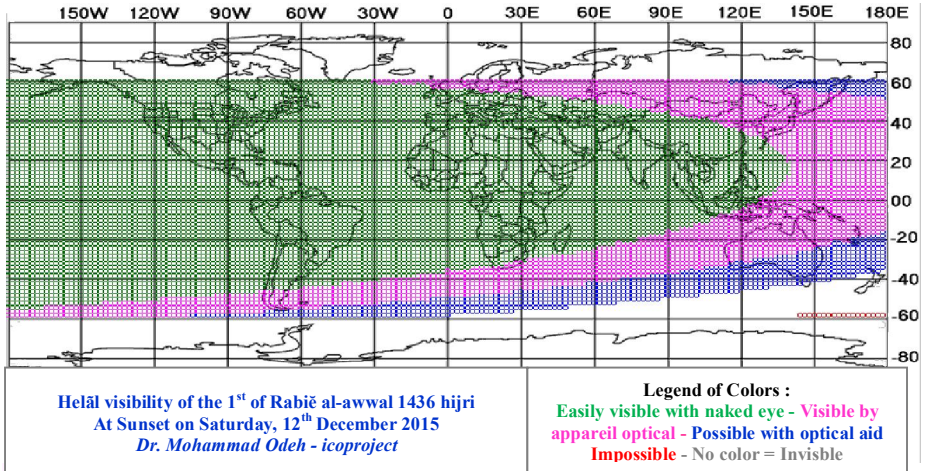 150W 120W 90W 60W 30W 0 30E 60E 90E 120E 150E 180E
80
60
40
20
00
-20
-40
-60
-80
Helāl visibility of the 1st of Rabiĕ al-awwal 1436 hijri
At Sunset on Saturday, 12th December 2015
Dr. Mohammad Odeh - icoproject
Legend of Colors :
Easily visible with naked eye - Visible by
appareil optical - Possible with optical aid
Impossible - No color = Invisble